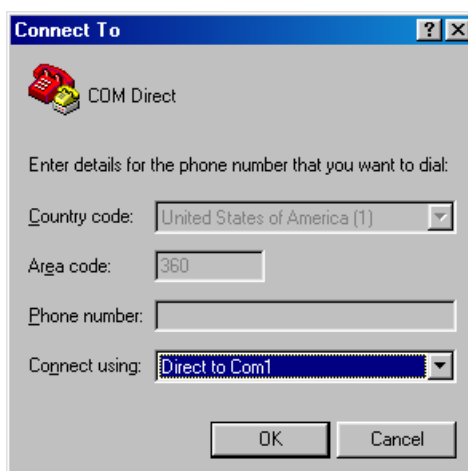 Connect To
COM Direct
Enter details for the phone number that you want to dial:
Country code: United States of America (1)
Area code: 360
Phone number:
Connect using: Direct to Com1
OK Cancel